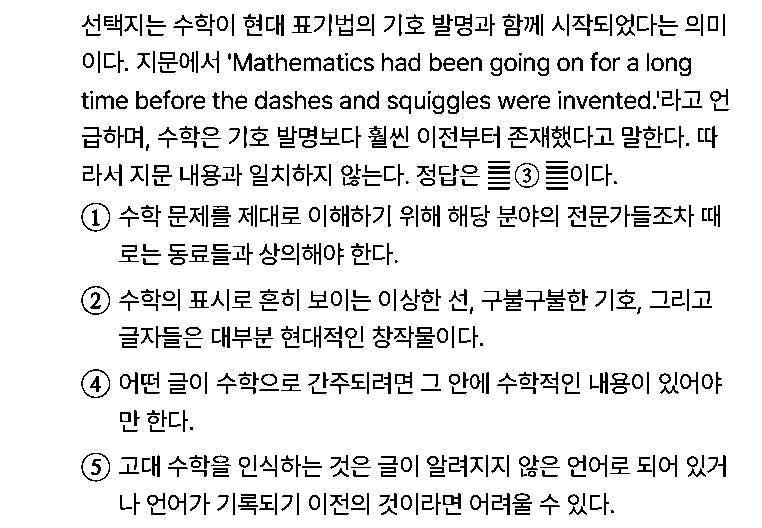 선택지는 수학이 현대 표기법의 기호 발명과 함께 시작되었다는 의미
이다. 지문에서 'Mathematics had been going on for a long
time before the dashes and squiggles were invented.'라고 언
급하며, 수학은 기호 발명보다 훨씬 이전부터 존재했다고 말한다. 따
라서 지문 내용과 일치하지 않는다. 정답은 ③ 이다.
① 수학 문제를 제대로 이해하기 위해 해당 분야의 전문가들조차 때
로는 동료들과 상의해야 한다.
② 수학의 표시로 흔히 보이는 이상한 선, 구불구불한 기호, 그리고
글자들은 대부분 현대적인 창작물이다.
④ 어떤 글이 수학으로 간주되려면 그 안에 수학적인 내용이 있어야
만 한다.
⑤ 고대 수학을 인식하는 것은 글이 알려지지 않은 언어로 되어 있거
나 언어가 기록되기 이전의 것이라면 어려울 수 있다.